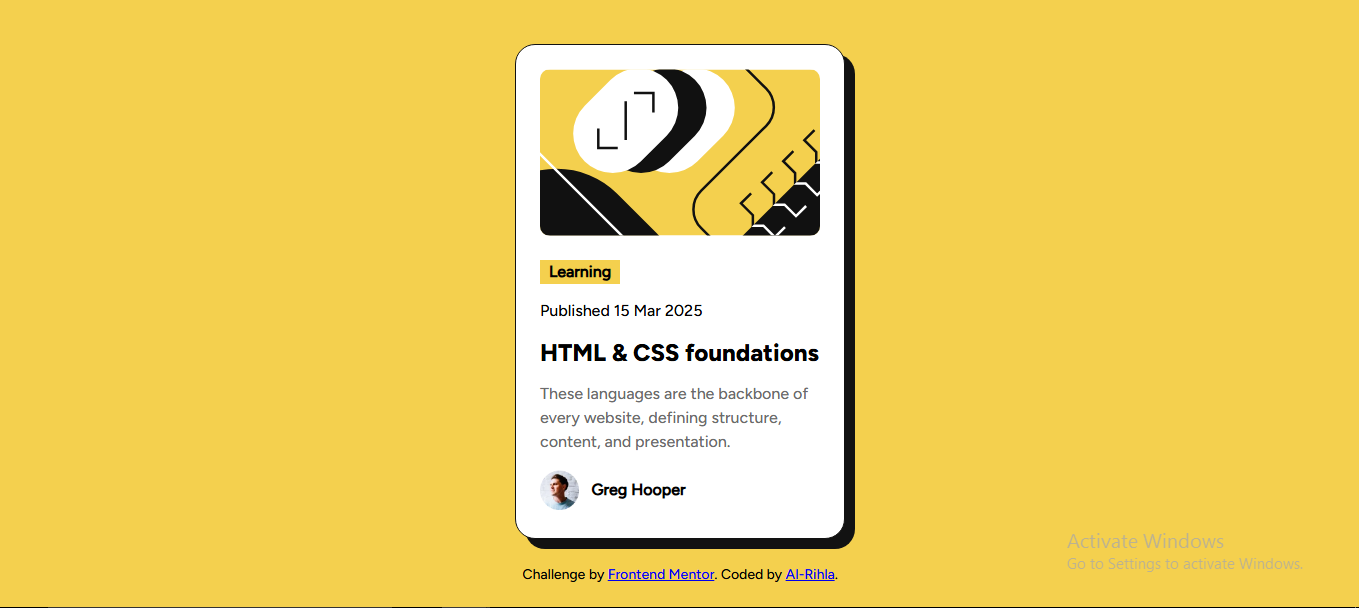 Learning
Published 15 Mar 2025
HTML & CSS foundations
These languages are the backbone of
every website, defining structure,
content, and presentation.
Greg Hooper
Challenge by Frontend Mentor. Coded by Al-Rihla.
Activate Windows
Go to Settings to activate Windows.